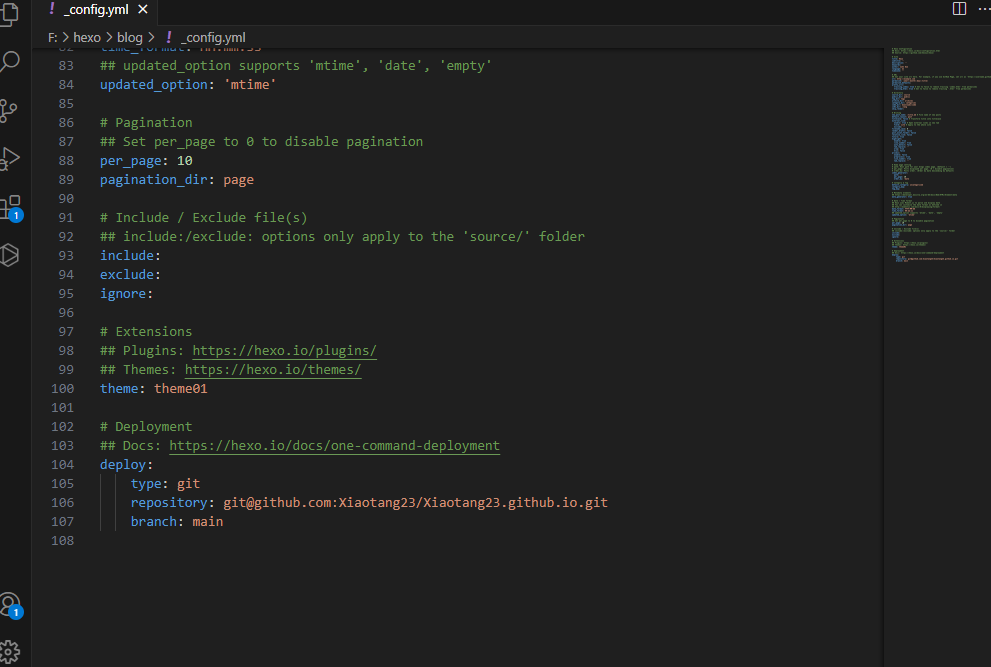 _config.yml
F: > hexo > blog > ! _config.yml
82 time_format: HH:mm:ss
83 ## updated_option supports 'mtime', 'date', 'empty'
84 updated_option: 'mtime'
85
86 # Pagination
87 ## Set per_page to 0 to disable pagination
88 per_page: 10
89 pagination_dir: page
90
91 # Include / Exclude file(s)
92 ## include:/exclude: options only apply to the 'source/' folder
93 include:
94 exclude:
95 ignore:
96
97 # Extensions
98 ## Plugins: https://hexo.io/plugins/
99 ## Themes: https://hexo.io/themes/
100 theme: theme01
101
102 # Deployment
103 ## Docs: https://hexo.io/docs/one-command-deployment
104 deploy:
105 type: git
106 repository: git@github.com:Xiaotang23/Xiaotang23.github.io.git
107 branch: main
108
1
1